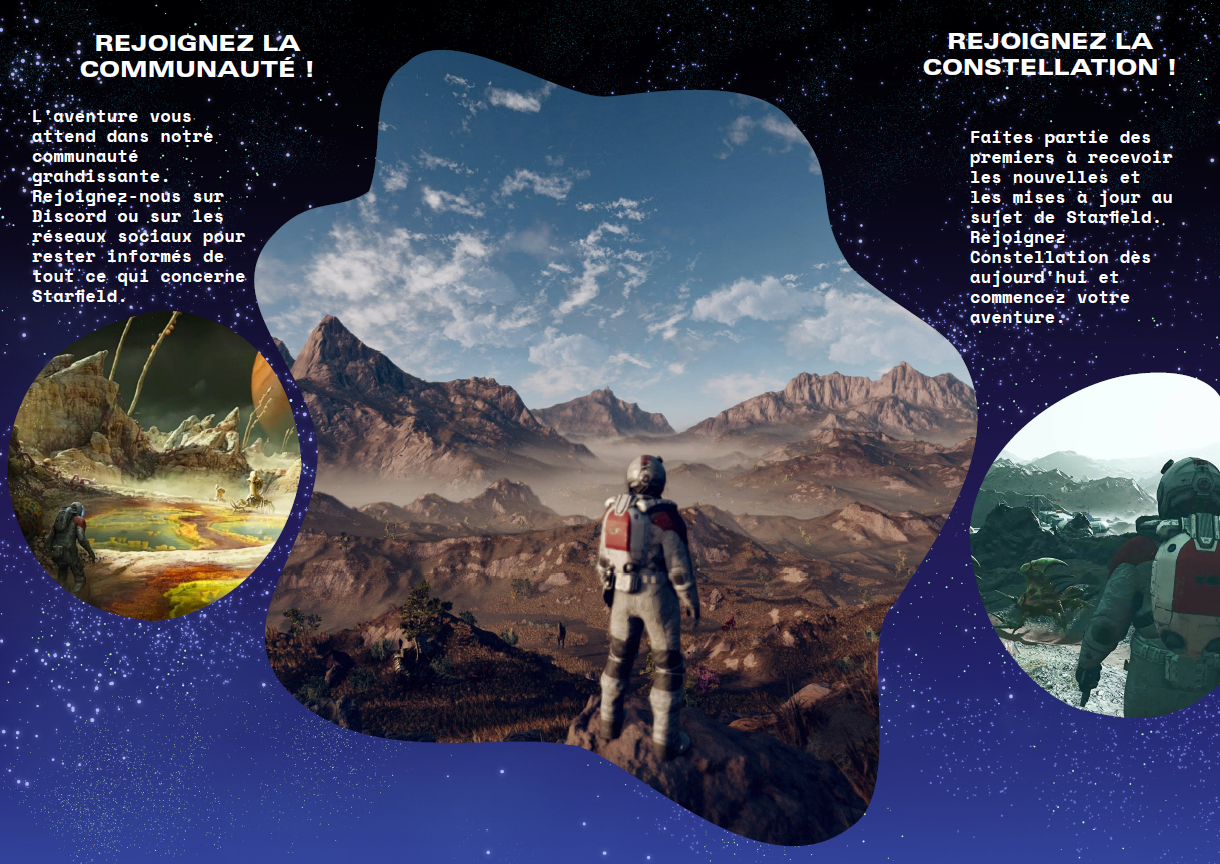 REJOIGNEZ LA
COMMUNAUTÉ !
L'aventure vous
attend dans notre
communauté
grandissante.
Rejoignez-nous sur
Discord ou sur les
réseaux sociaux pour
rester informés de
tout ce qui concerne
Starfield.
REJOIGNEZ LA
CONSTELLATION !
Faites partie des
premiers à recevoir
les nouvelles et
les mises à jour au
sujet de Starfield.
Rejoignez
Constellation dès
aujourd'hui et
commencez votre
aventure.